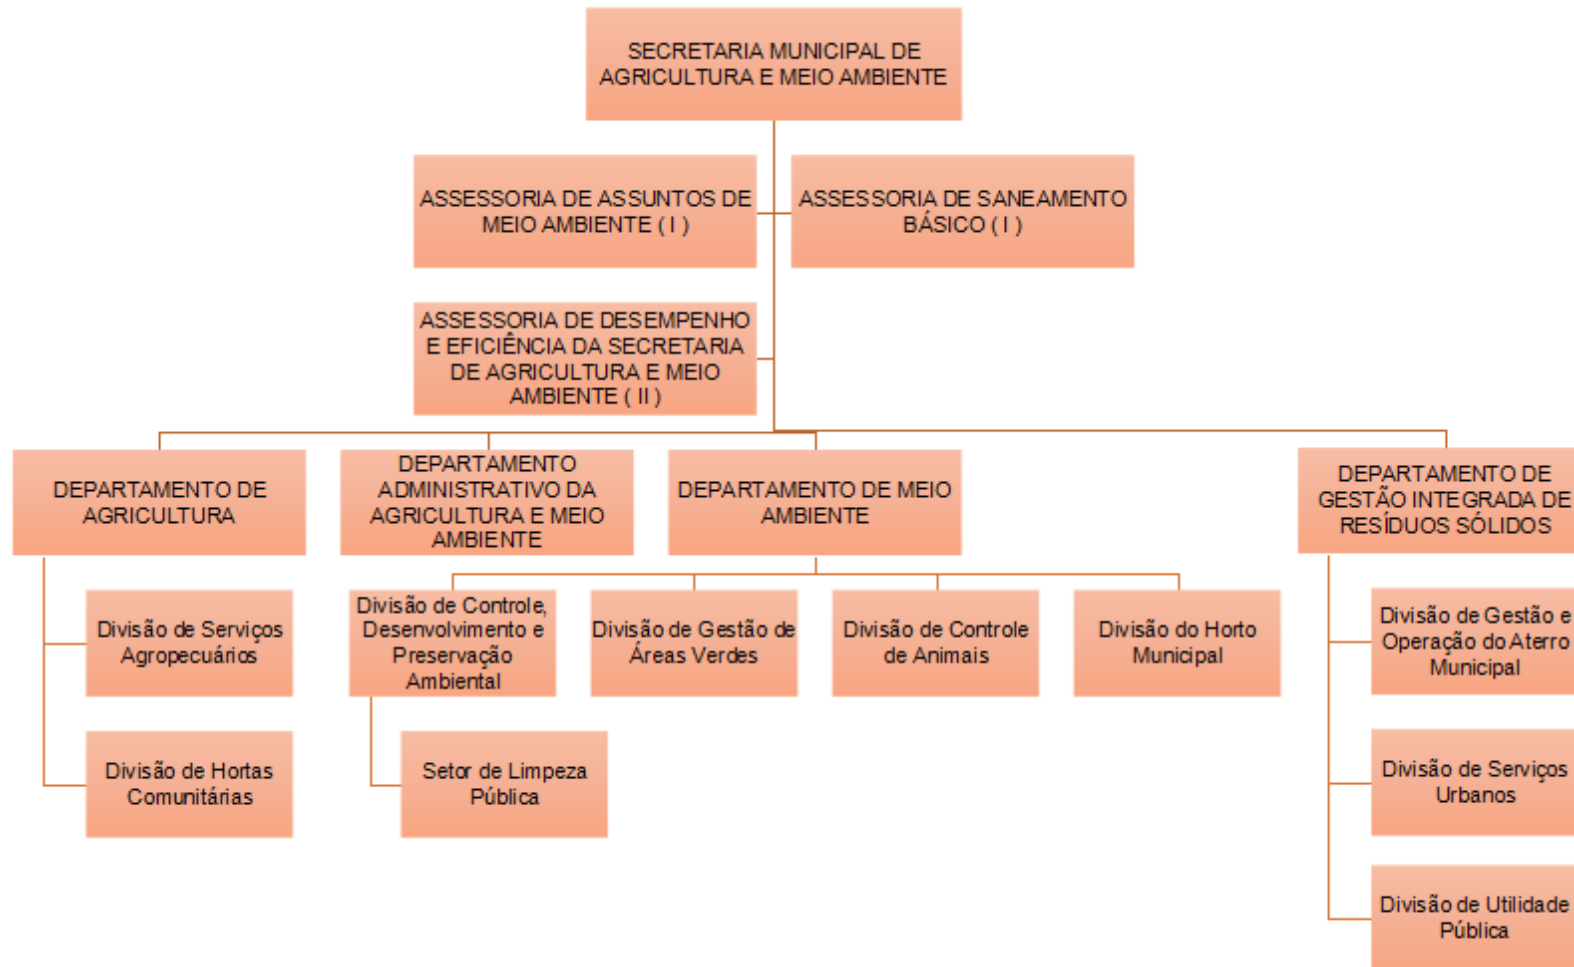 SECRETARIA MUNICIPAL DE
AGRICULTURA E MEIO AMBIENTE
ASSESSORIA DE ASSUNTOS DE
MEIO AMBIENTE ( I )
ASSESSORIA DE SANEAMENTO
BÁSICO ( I )
ASSESSORIA DE DESEMPENHO
E EFICIÊNCIA DA SECRETARIA
DE AGRICULTURA E MEIO
AMBIENTE ( II )
DEPARTAMENTO DE
AGRICULTURA
DEPARTAMENTO
ADMINISTRATIVO DA
AGRICULTURA E MEIO
AMBIENTE
DEPARTAMENTO DE MEIO
AMBIENTE
DEPARTAMENTO DE
GESTÃO INTEGRADA DE
RESÍDUOS SÓLIDOS
Divisão de Serviços
Agropecuários
Divisão de Hortas
Comunitárias
Divisão de Controle,
Desenvolvimento e
Preservação
Ambiental
Setor de Limpeza
Pública
Divisão de Gestão de
Áreas Verdes
Divisão de Controle
de Animais
Divisão do Horto
Municipal
Divisão de Gestão e
Operação do Aterro
Municipal
Divisão de Serviços
Urbanos
Divisão de Utilidade
Pública